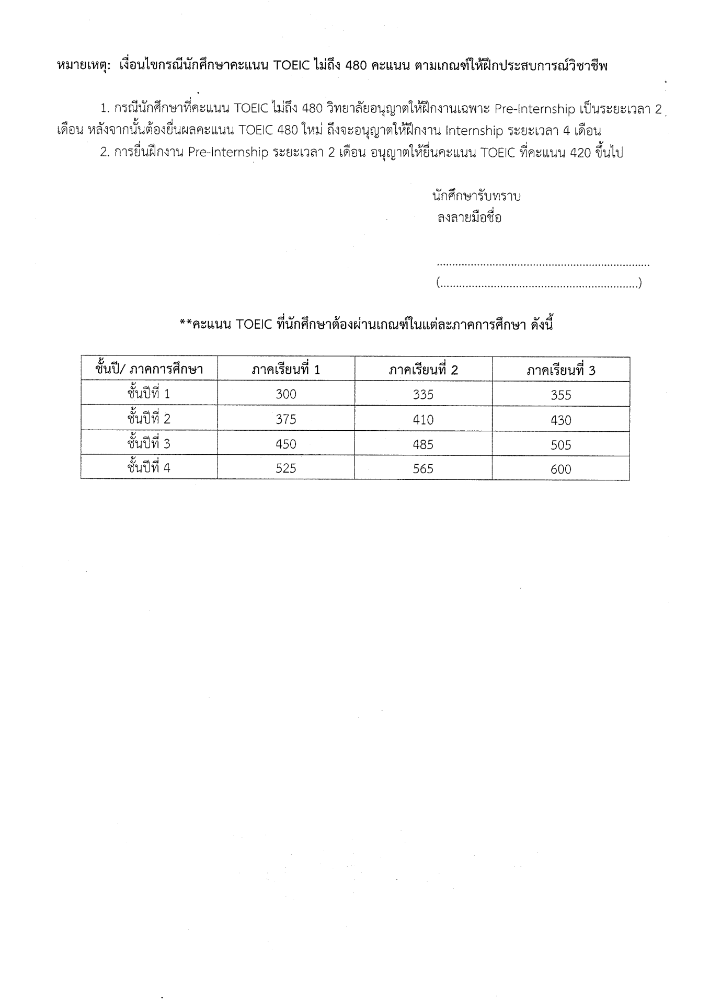 หมายเหตุ: เงื่อนไขกรณีนักศึกษาคะแนน TOEIC ไม่ถึง 480 คะแนน ตามเกณฑ์ให้ฝึกประสบการณ์วิชาชีพ
1. กรณีนักศึกษาที่คะแนน TOEIC ไม่ถึง 480 วิทยาลัยอนุญาตให้ฝึกงานเฉพาะ Pre-Internship เป็นระยะเวลา 2
เดือน หลังจากนั้นต้องยื่นผลคะแนน TOEIC 480 ใหม่ ถึงจะอนุญาตให้ฝึกงาน Internship ระยะเวลา 4 เดือน
2. การยื่นฝึกงาน Pre-Internship ระยะเวลา 2 เดือน อนุญาตให้ยื่นคะแนน TOEIC ที่คะแนน 420 ขึ้นไป
นักศึกษารับทราบ
ลงลายมือชื่อ
.....................................................................
(................................................................)
**คะแนน TOEIC ที่นักศึกษาต้องผ่านเกณฑ์ในแต่ละภาคการศึกษา ดังนี้
ชั้นปี/ ภาคการศึกษา ภาคเรียนที่ 1 ภาคเรียนที่ 2 ภาคเรียนที่ 3
ชั้นปีที่ 1 300 335 355
ชั้นปีที่ 2 375 410 430
ชั้นปีที่ 3 450 485 505
ชั้นปีที่ 4 525 565 600